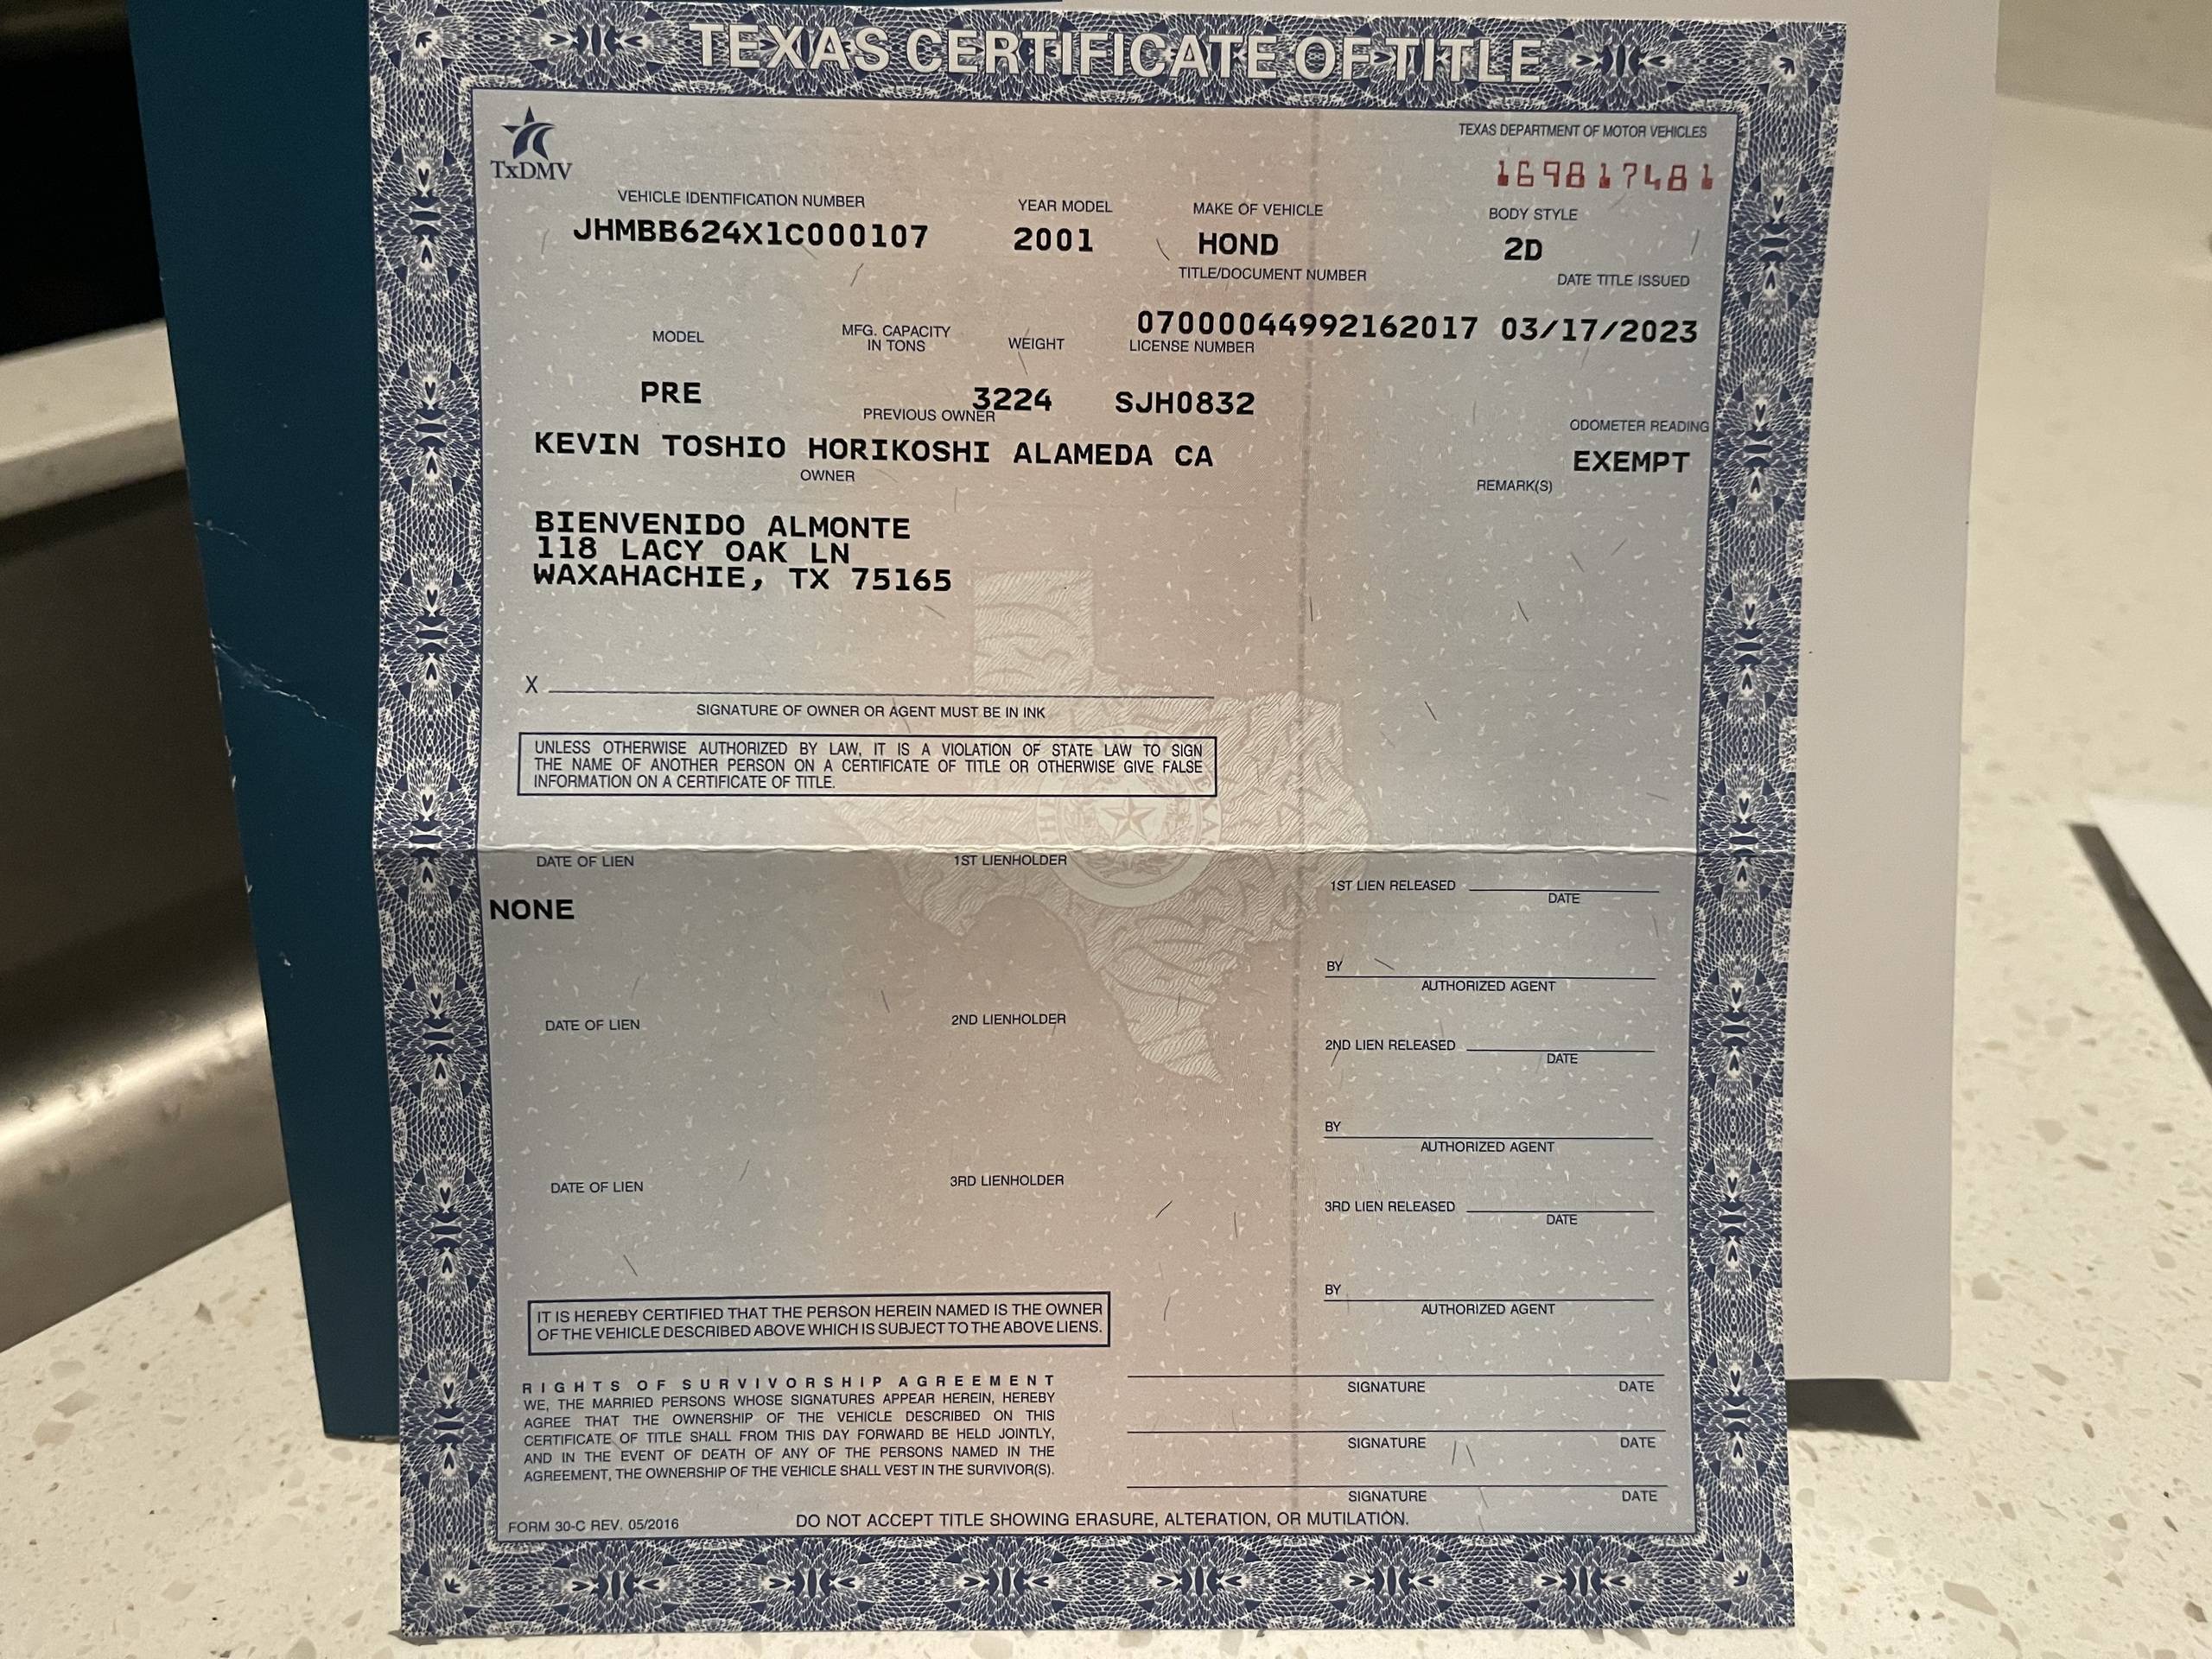 TEXAS CERTIFICATE OF TITLE
TxDMV
TEXAS DEPARTMENT OF MOTOR VEHICLES
169817481
VEHICLE IDENTIFICATION NUMBER YEAR MODEL MAKE OF VEHICLE BODY STYLE
JHMBB624X1C000107 2001 HOND 2D
TITLE/DOCUMENT NUMBER DATE TITLE ISSUED
07000044992162017 03/17/2023
MODEL MFG. CAPACITY IN TONS WEIGHT LICENSE NUMBER
PRE 3224 SJH0832
PREVIOUS OWNER ODOMETER READING
KEVIN TOSHIO HORIKOSHI ALAMEDA CA EXEMPT
OWNER REMARK(S)
BIENVENIDO ALMONTE
118 LACY OAK LN
WAXAHACHIE, TX 75165
X
SIGNATURE OF OWNER OR AGENT MUST BE IN INK
UNLESS OTHERWISE AUTHORIZED BY LAW, IT IS A VIOLATION OF STATE LAW TO SIGN
THE NAME OF ANOTHER PERSON ON A CERTIFICATE OF TITLE OR OTHERWISE GIVE FALSE
INFORMATION ON A CERTIFICATE OF TITLE.
DATE OF LIEN 1ST LIENHOLDER
NONE
1ST LIEN RELEASED
DATE
BY
AUTHORIZED AGENT
DATE OF LIEN 2ND LIENHOLDER
2ND LIEN RELEASED
DATE
BY
AUTHORIZED AGENT
DATE OF LIEN 3RD LIENHOLDER
3RD LIEN RELEASED
DATE
BY
AUTHORIZED AGENT
IT IS HEREBY CERTIFIED THAT THE PERSON HEREIN NAMED IS THE OWNER
OF THE VEHICLE DESCRIBED ABOVE WHICH IS SUBJECT TO THE ABOVE LIENS.
RIGHTS OF SURVIVORSHIP AGREEMENT
WE, THE MARRIED PERSONS WHOSE SIGNATURES APPEAR HEREIN, HEREBY
AGREE THAT THE OWNERSHIP OF THE VEHICLE DESCRIBED ON THIS
CERTIFICATE OF TITLE SHALL FROM THIS DAY FORWARD BE HELD JOINTLY,
AND IN THE EVENT OF DEATH OF ANY OF THE PERSONS NAMED IN THE
AGREEMENT, THE OWNERSHIP OF THE VEHICLE SHALL VEST IN THE SURVIVOR(S).
SIGNATURE DATE
SIGNATURE DATE
SIGNATURE DATE
FORM 30-C REV. 05/2016 DO NOT ACCEPT TITLE SHOWING ERASURE, ALTERATION, OR MUTILATION.